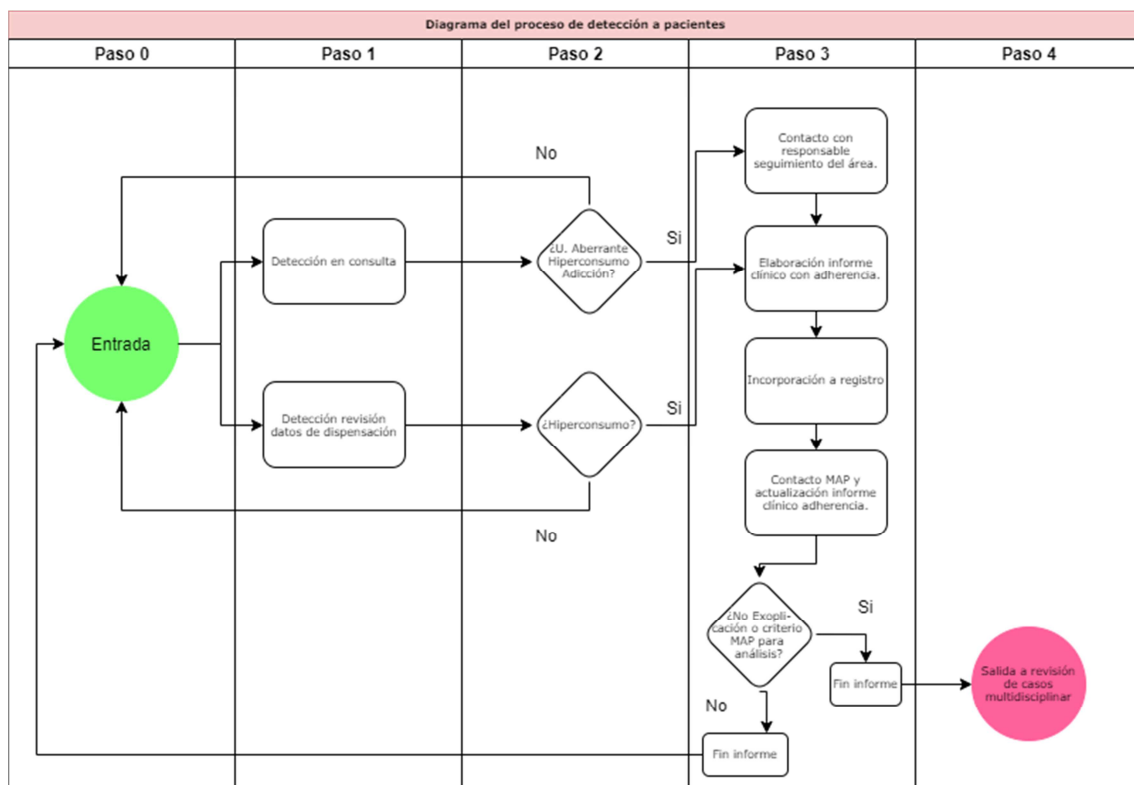 Diagrama del proceso de detección a pacientes
Paso 0
Paso 1
Paso 2
Paso 3
Paso 4
Entrada
Detección en consulta
Detección revisión
datos de dispensación
No
¿U. Aberrante
Hiperconsumo
Adicción?
Si
¿Hiperconsumo?
Si
No
Contacto con
responsable
seguimiento del área.
Elaboración informe
clínico con adherencia.
Incorporación a registro
Contacto MAP y
actualización informe
clínico adherencia.
¿No Exopli-
cación o criterio
MAP para
análisis?
Si
Fin informe
No
Fin informe
Salida a revisión
de casos
multidisciplinar